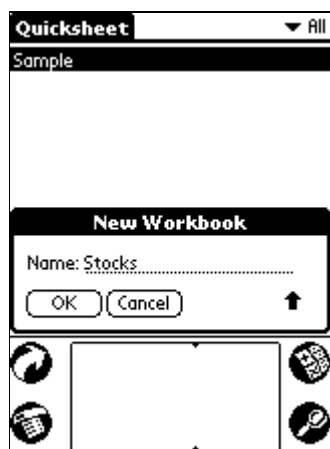 Quicksheet All
Sample
New Workbook
Name: Stocks
OK Cancel